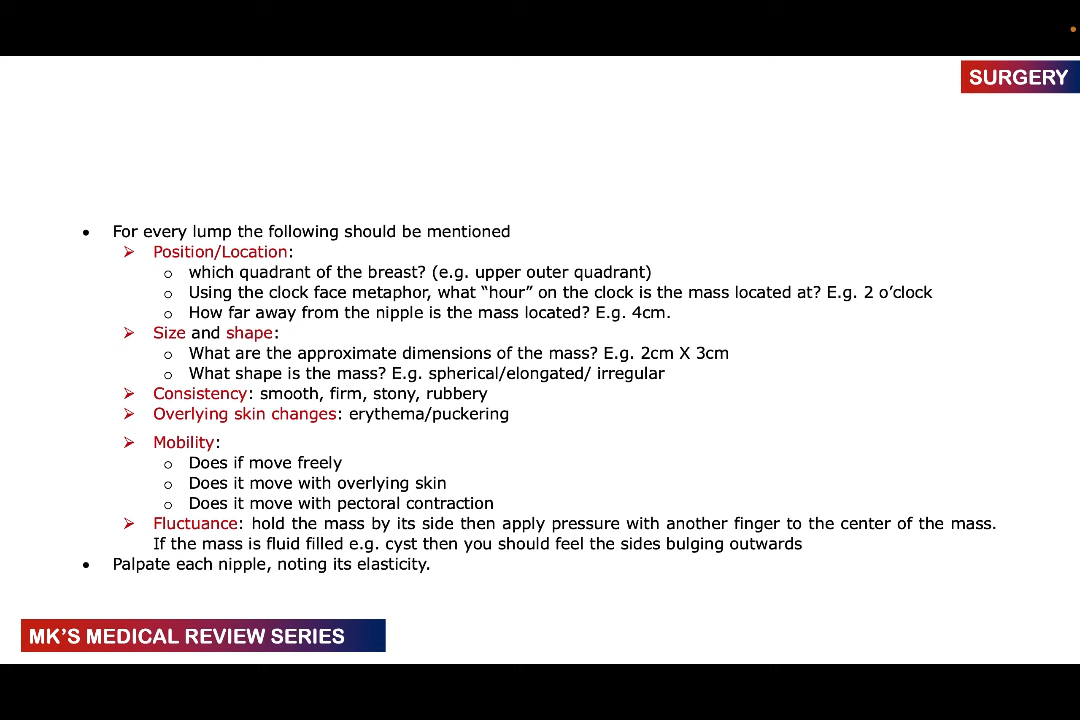 SURGERY
• For every lump the following should be mentioned
➢ Position/Location:
o which quadrant of the breast? (e.g. upper outer quadrant)
o Using the clock face metaphor, what “hour” on the clock is the mass located at? E.g. 2 o’clock
o How far away from the nipple is the mass located? E.g. 4cm.
➢ Size and shape:
o What are the approximate dimensions of the mass? E.g. 2cm X 3cm
o What shape is the mass? E.g. spherical/elongated/ irregular
➢ Consistency: smooth, firm, stony, rubbery
➢ Overlying skin changes: erythema/puckering
➢ Mobility:
o Does if move freely
o Does it move with overlying skin
o Does it move with pectoral contraction
➢ Fluctuance: hold the mass by its side then apply pressure with another finger to the center of the mass.
If the mass is fluid filled e.g. cyst then you should feel the sides bulging outwards
• Palpate each nipple, noting its elasticity.
MK’S MEDICAL REVIEW SERIES